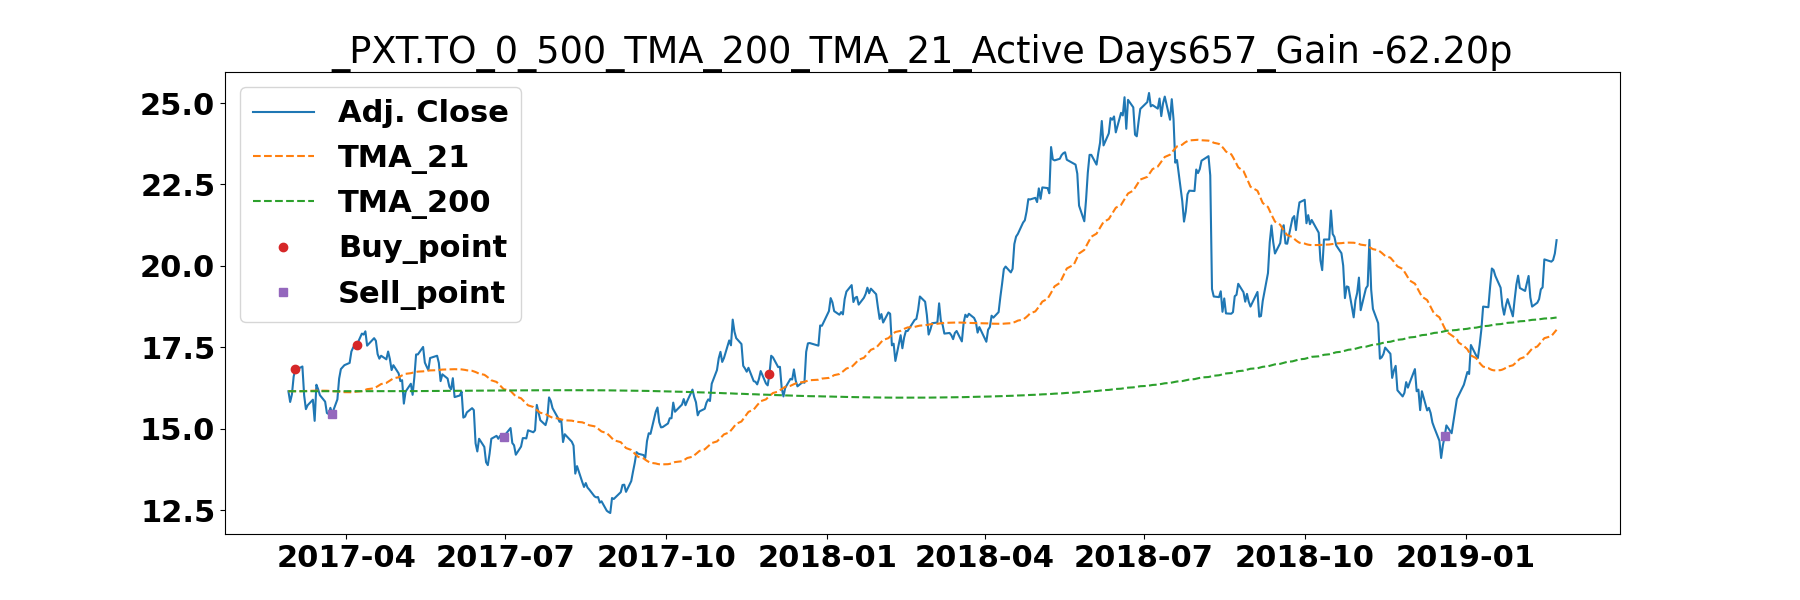 _PXT.TO_0_500_TMA_200_TMA_21_Active Days657_Gain -62.20p
25.0
22.5
20.0
17.5
15.0
12.5
Adj. Close
TMA_21
TMA_200
Buy_point
Sell_point
2017-04 2017-07 2017-10 2018-01 2018-04 2018-07 2018-10 2019-01